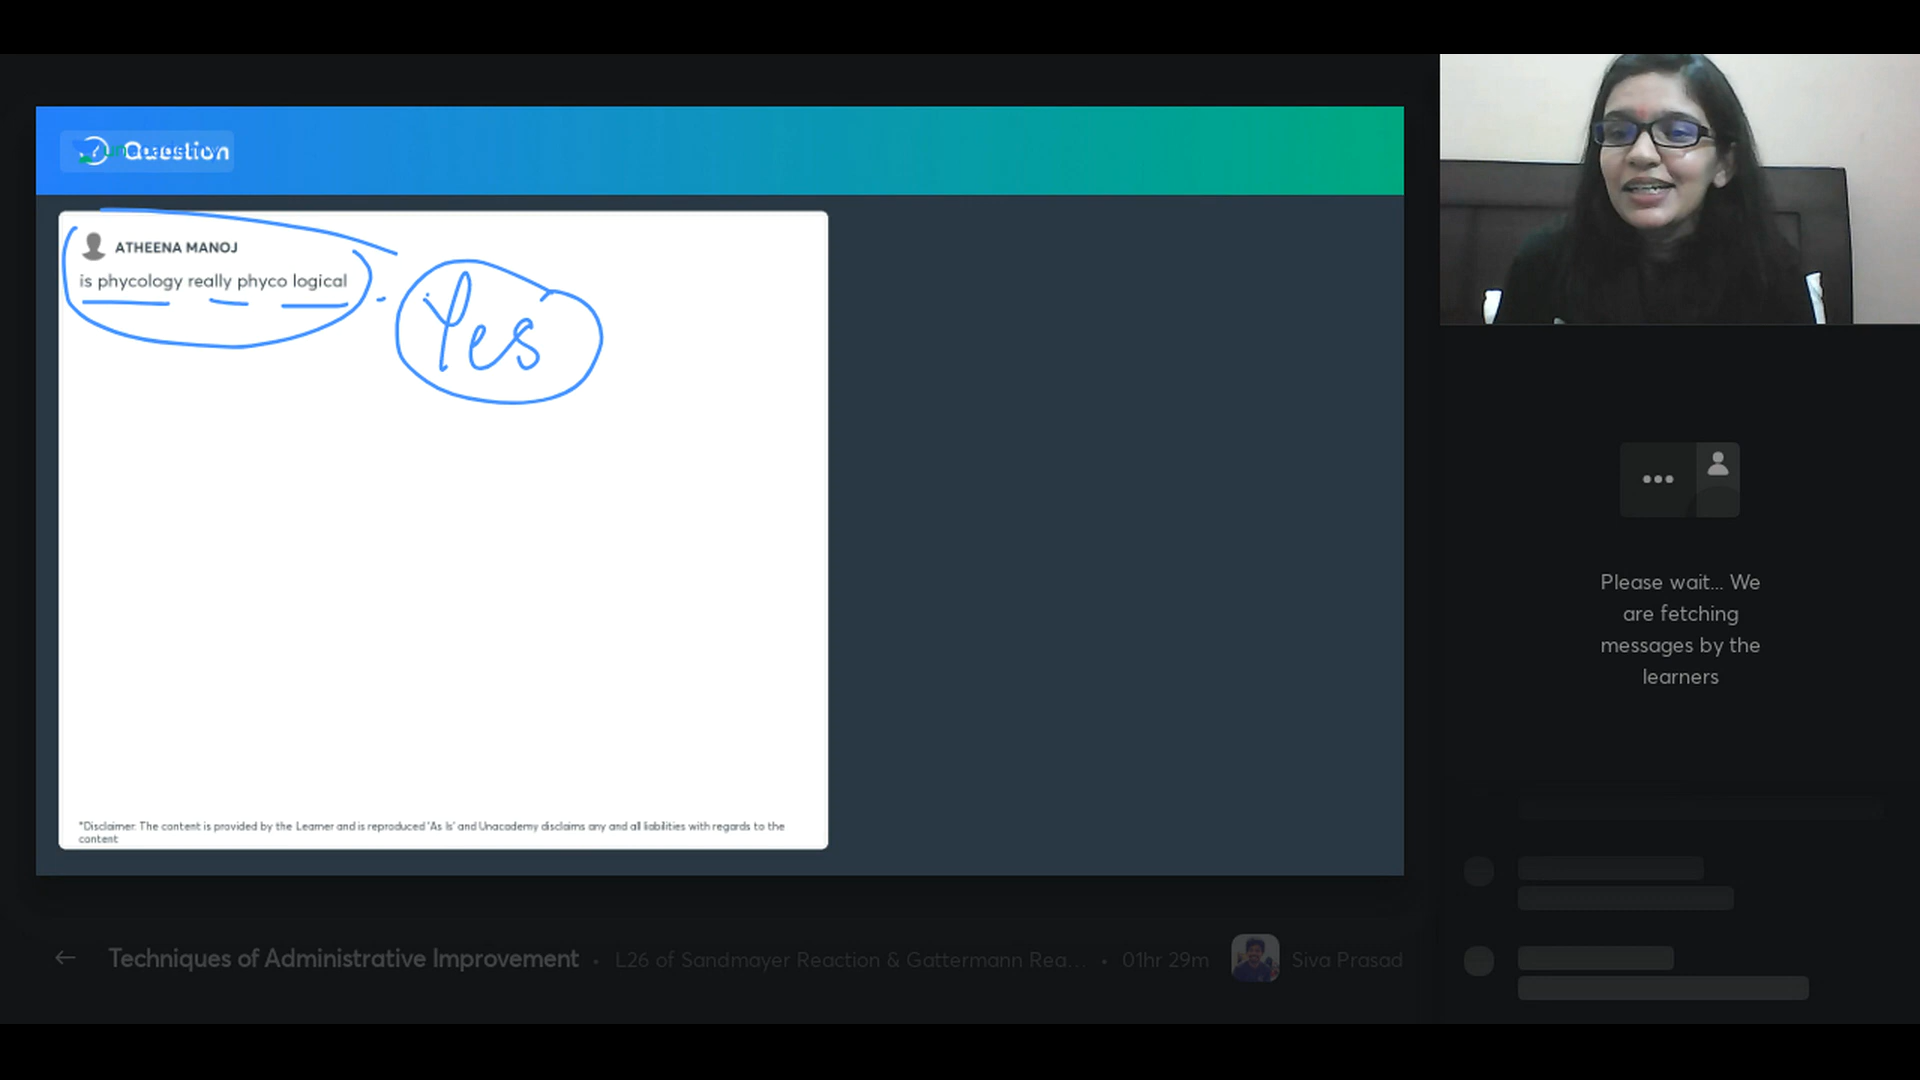 Question
ATHEENA MANOJ
is phycology really phyco logical
Yes
*Disclaimer: The content is provided by the Learner and is reproduced 'As Is' and Unacademy disclaims any and all liabilities with regards to the
content
Please wait... We
are fetching
messages by the
learners
Techniques of Administrative Improvement • L26 of Sandmayer Reaction & Gattermann Rea... • 01hr 29m Siva Prasad